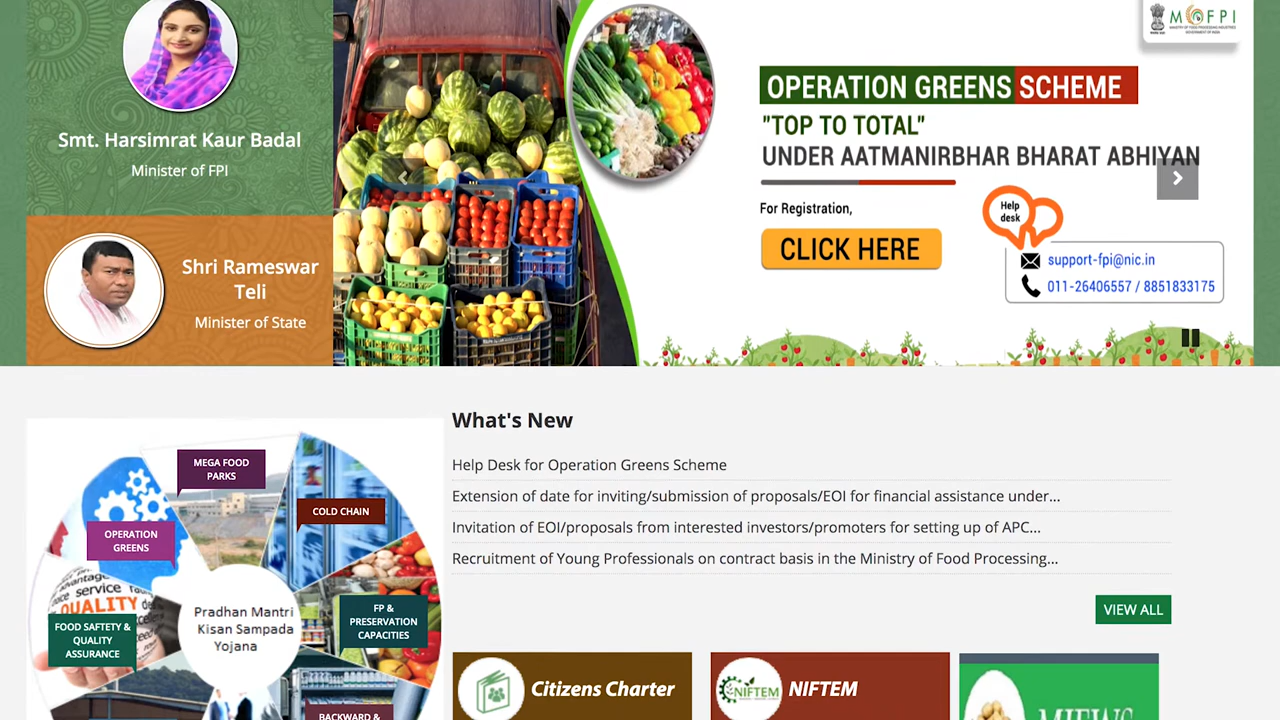 MOFPI
Smt. Harsimrat Kaur Badal
Minister of FPI
Shri Rameswar
Teli
Minister of State
OPERATION GREENS SCHEME
"TOP TO TOTAL"
UNDER AATMANIRBHAR BHARAT ABHIYAN
For Registration,
CLICK HERE
Help
desk
support-fpi@nic.in
011-26406557 / 8851833175
What's New
Help Desk for Operation Greens Scheme
Extension of date for inviting/submission of proposals/EOI for financial assistance under...
Invitation of EOI/proposals from interested investors/promoters for setting up of APC...
Recruitment of Young Professionals on contract basis in the Ministry of Food Processing...
VIEW ALL
MEGA FOOD
PARKS
COLD CHAIN
OPERATION
GREENS
FP &
PRESERVATION
CAPACITIES
Pradhan Mantri
Kisan Sampada
Yojana
QUALITY
FOOD SAFTETY &
QUALITY
ASSURANCE
BACKWARD &
Citizens Charter
NIFTEM
NIFTEM